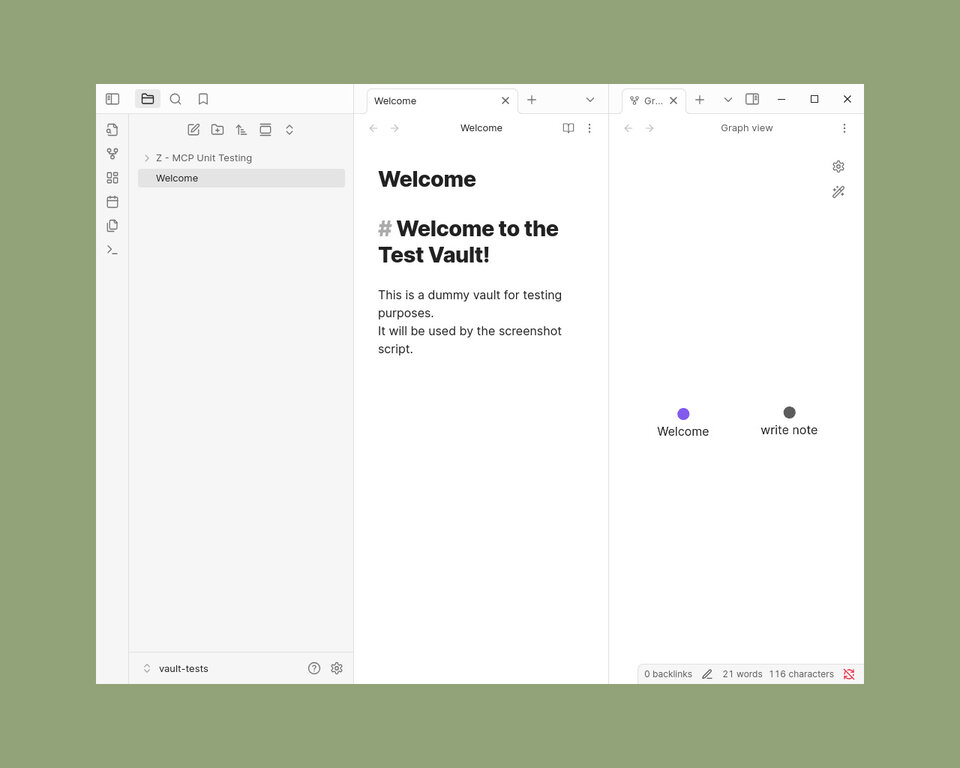 Welcome
Gr...
Welcome
Graph view
Z - MCP Unit Testing
Welcome
Welcome
# Welcome to the
Test Vault!
This is a dummy vault for testing
purposes.
It will be used by the screenshot
script.
Welcome
write note
vault-tests
0 backlinks
21 words
116 characters